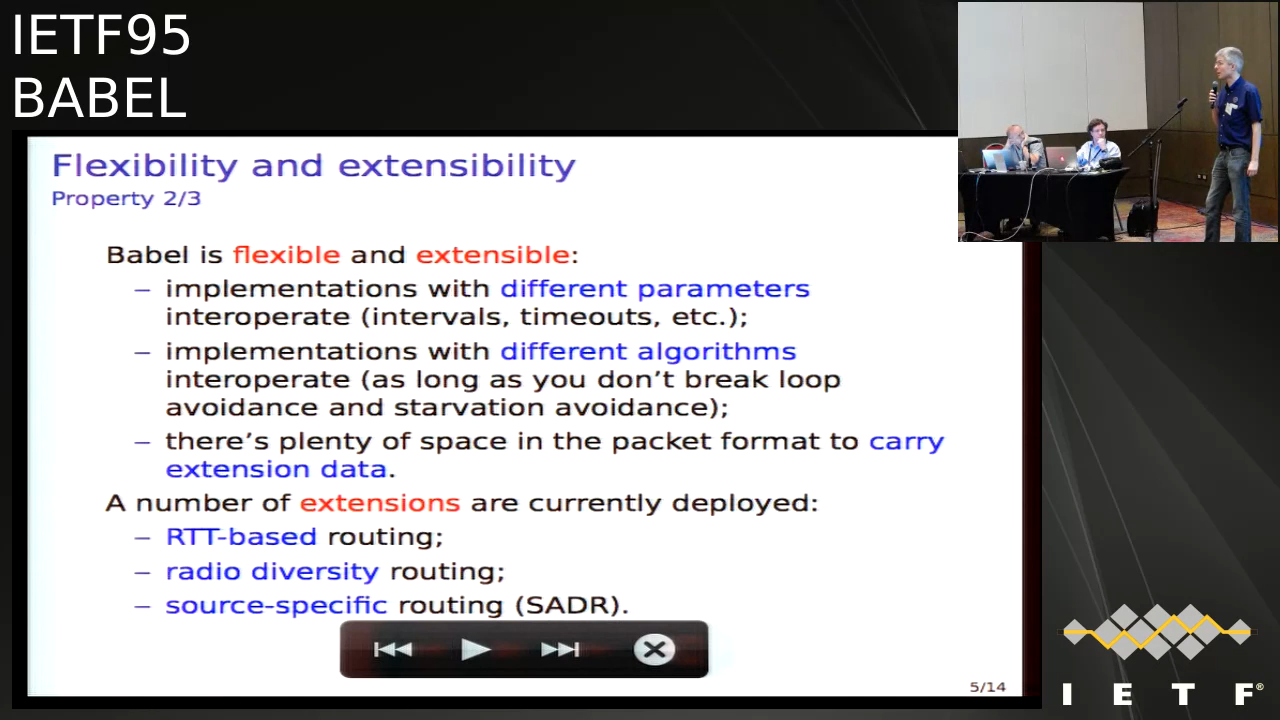 IETF95
BABEL
Flexibility and extensibility
Property 2/3
Babel is flexible and extensible:
– implementations with different parameters
interoperate (intervals, timeouts, etc.);
– implementations with different algorithms
interoperate (as long as you don’t break loop
avoidance and starvation avoidance);
– there’s plenty of space in the packet format to carry
extension data.
A number of extensions are currently deployed:
– RTT-based routing;
– radio diversity routing;
– source-specific routing (SADR).
5/14
I E T F®